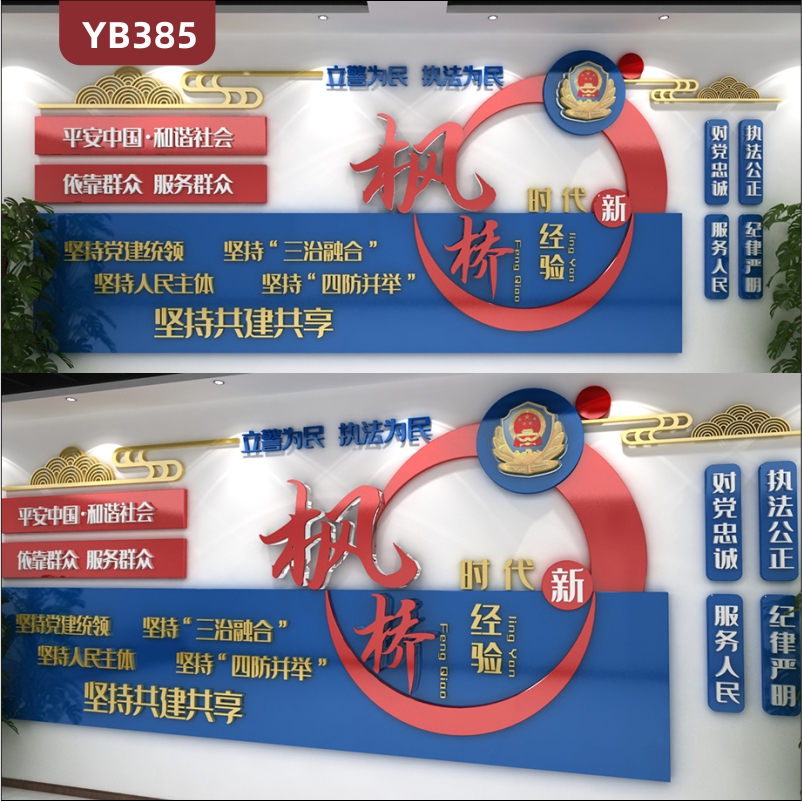 YB385
立警为民 执法为民
平安中国·和谐社会
依靠群众 服务群众
枫桥
时代新
经验
Feng Qiao
Jing Yan
坚持党建统领 坚持“三治融合”
坚持人民主体 坚持“四防并举”
坚持共建共享
对党忠诚
执法公正
服务人民
纪律严明
立警为民 执法为民
平安中国·和谐社会
依靠群众 服务群众
枫桥
时代新
经验
Feng Qiao
Jing Yan
坚持党建统领 坚持“三治融合”
坚持人民主体 坚持“四防并举”
坚持共建共享
对党忠诚
执法公正
服务人民
纪律严明